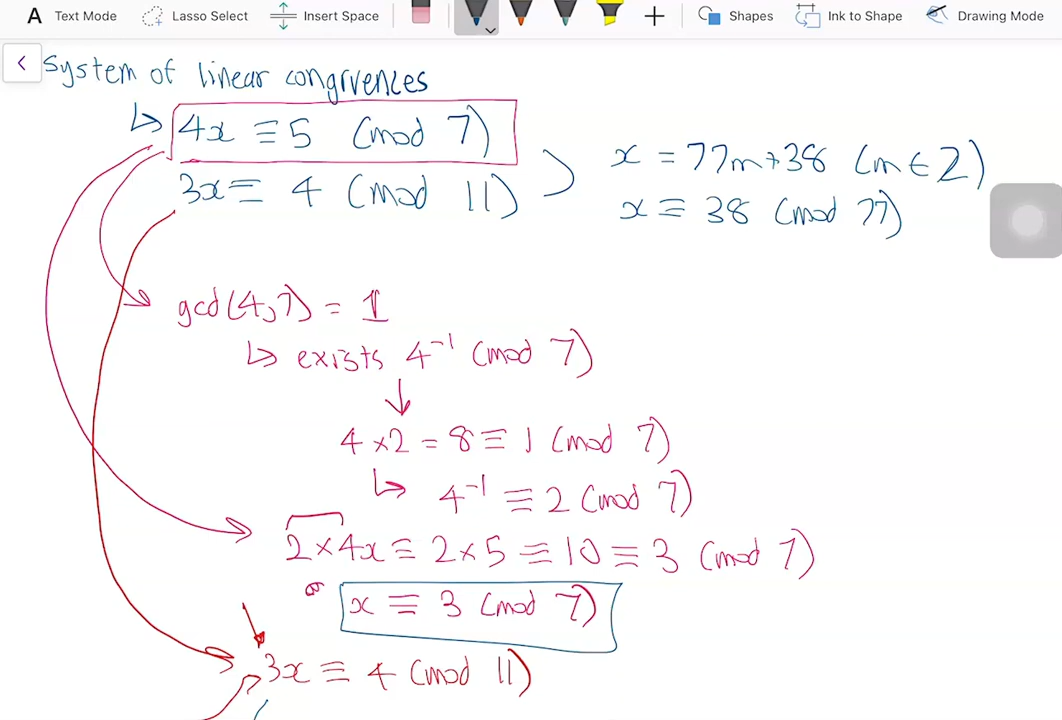 A Text Mode Lasso Select Insert Space Shapes Ink to Shape Drawing Mode
System of linear congruences
↳ 4x ≡ 5 (mod 7)
3x ≡ 4 (mod 11)
x = 77m + 38 (m ∈ Z)
x ≡ 38 (mod 77)
gcd(4,7) = 1
↳ exists 4⁻¹ (mod 7)
4 × 2 = 8 ≡ 1 (mod 7)
↳ 4⁻¹ ≡ 2 (mod 7)
2 × 4x ≡ 2 × 5 ≡ 10 ≡ 3 (mod 7)
x ≡ 3 (mod 7)
3x ≡ 4 (mod 11)